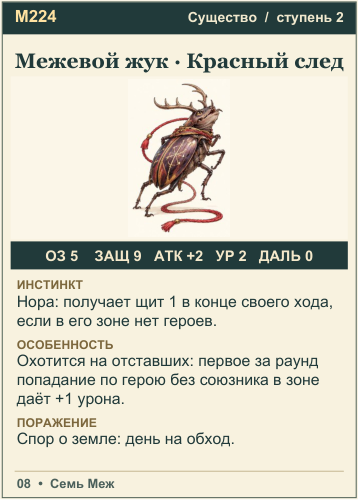 М224
Существо / ступень 2
Межевой жук · Красный след
ОЗ 5 ЗАЩ 9 АТК +2 УР 2 ДАЛЬ 0
ИНСТИНКТ
Нора: получает щит 1 в конце своего хода,
если в его зоне нет героев.
ОСОБЕННОСТЬ
Охотится на отставших: первое за раунд
попадание по герою без союзника в зоне
даёт +1 урона.
ПОРАЖЕНИЕ
Спор о земле: день на обход.
08 • Семь Меж